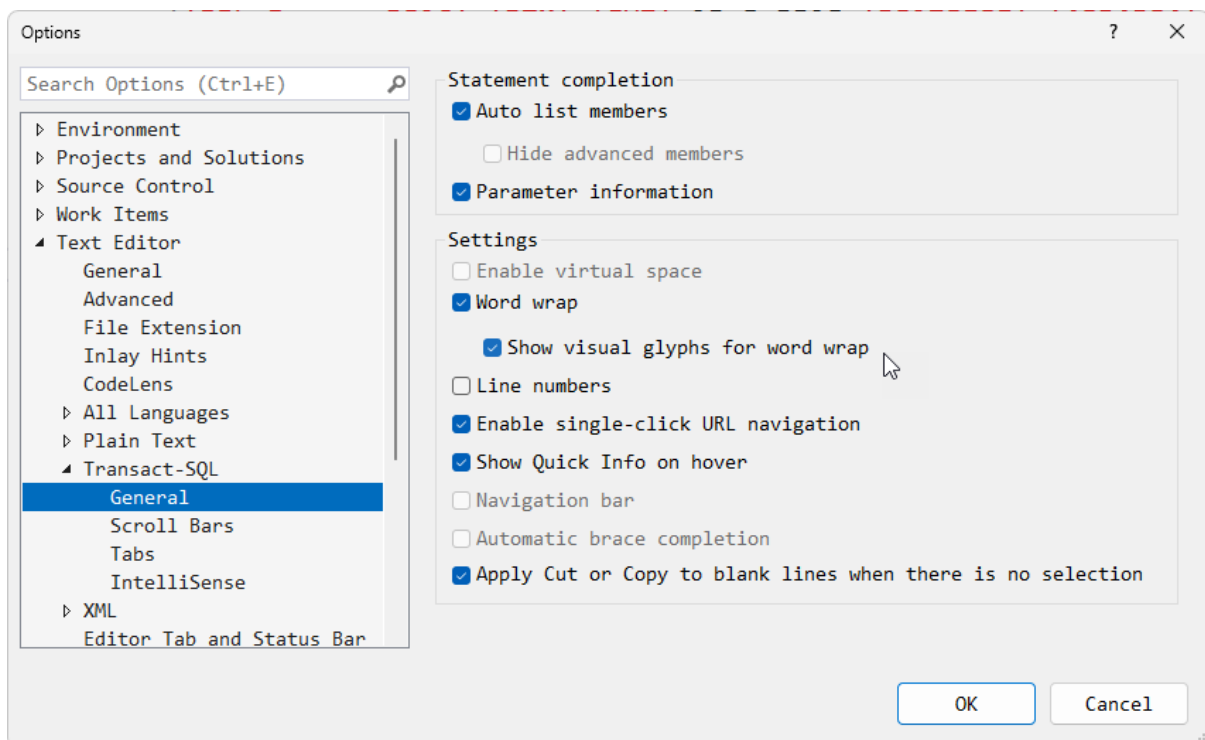 Options
?
Search Options (Ctrl+E)
Environment
Projects and Solutions
Source Control
Work Items
Text Editor
General
Advanced
File Extension
Inlay Hints
CodeLens
All Languages
Plain Text
Transact-SQL
General
Scroll Bars
Tabs
IntelliSense
XML
Editor Tab and Status Bar
Statement completion
Auto list members
Hide advanced members
Parameter information
Settings
Enable virtual space
Word wrap
Show visual glyphs for word wrap
Line numbers
Enable single-click URL navigation
Show Quick Info on hover
Navigation bar
Automatic brace completion
Apply Cut or Copy to blank lines when there is no selection
OK
Cancel